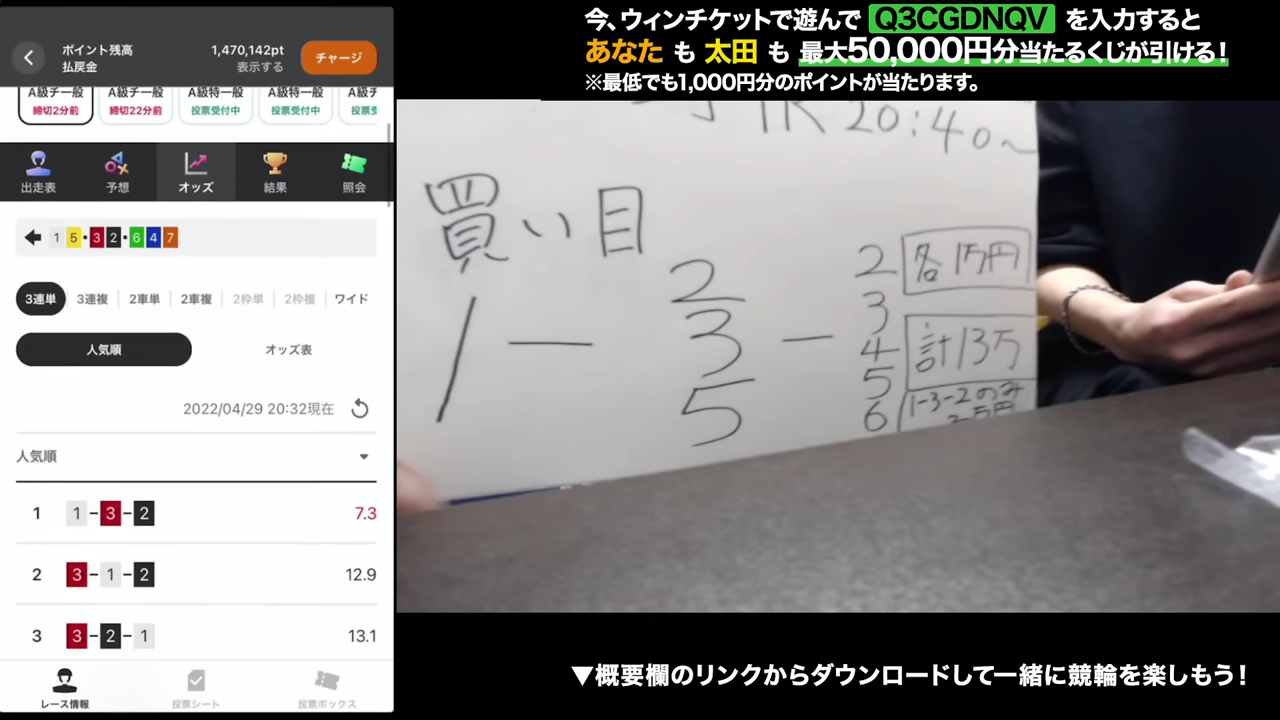 今、ウィンチケットで遊んで Q3CGDNQV を入力すると
あなた も 太田 も 最大50,000円分当たるくじが引ける!
※最低でも1,000円分のポイントが当たります。
ポイント残高
払戻金
1,470,142pt
表示する
チャージ
A級チ一般 A級チ一般 A級特一般 A級特一般 A級チ
締切2分前 締切22分前 投票受付中 投票受付中 投票受
出走表 予想 オッズ 結果 照会
1 5・3 2・6 4 7
3連単 3連複 2車単 2車複 2枠単 2枠複 ワイド
人気順 オッズ表
2022/04/29 20:32現在
人気順
1 1-3-2 7.3
2 3-1-2 12.9
3 3-2-1 13.1
レース情報 投票シート 投票ボックス
20:40~
買い目
1 — 2 3 5 — 2 3 4 5 6
各1万円
計13万
1-3-2のみ
▼概要欄のリンクからダウンロードして一緒に競輪を楽しもう!